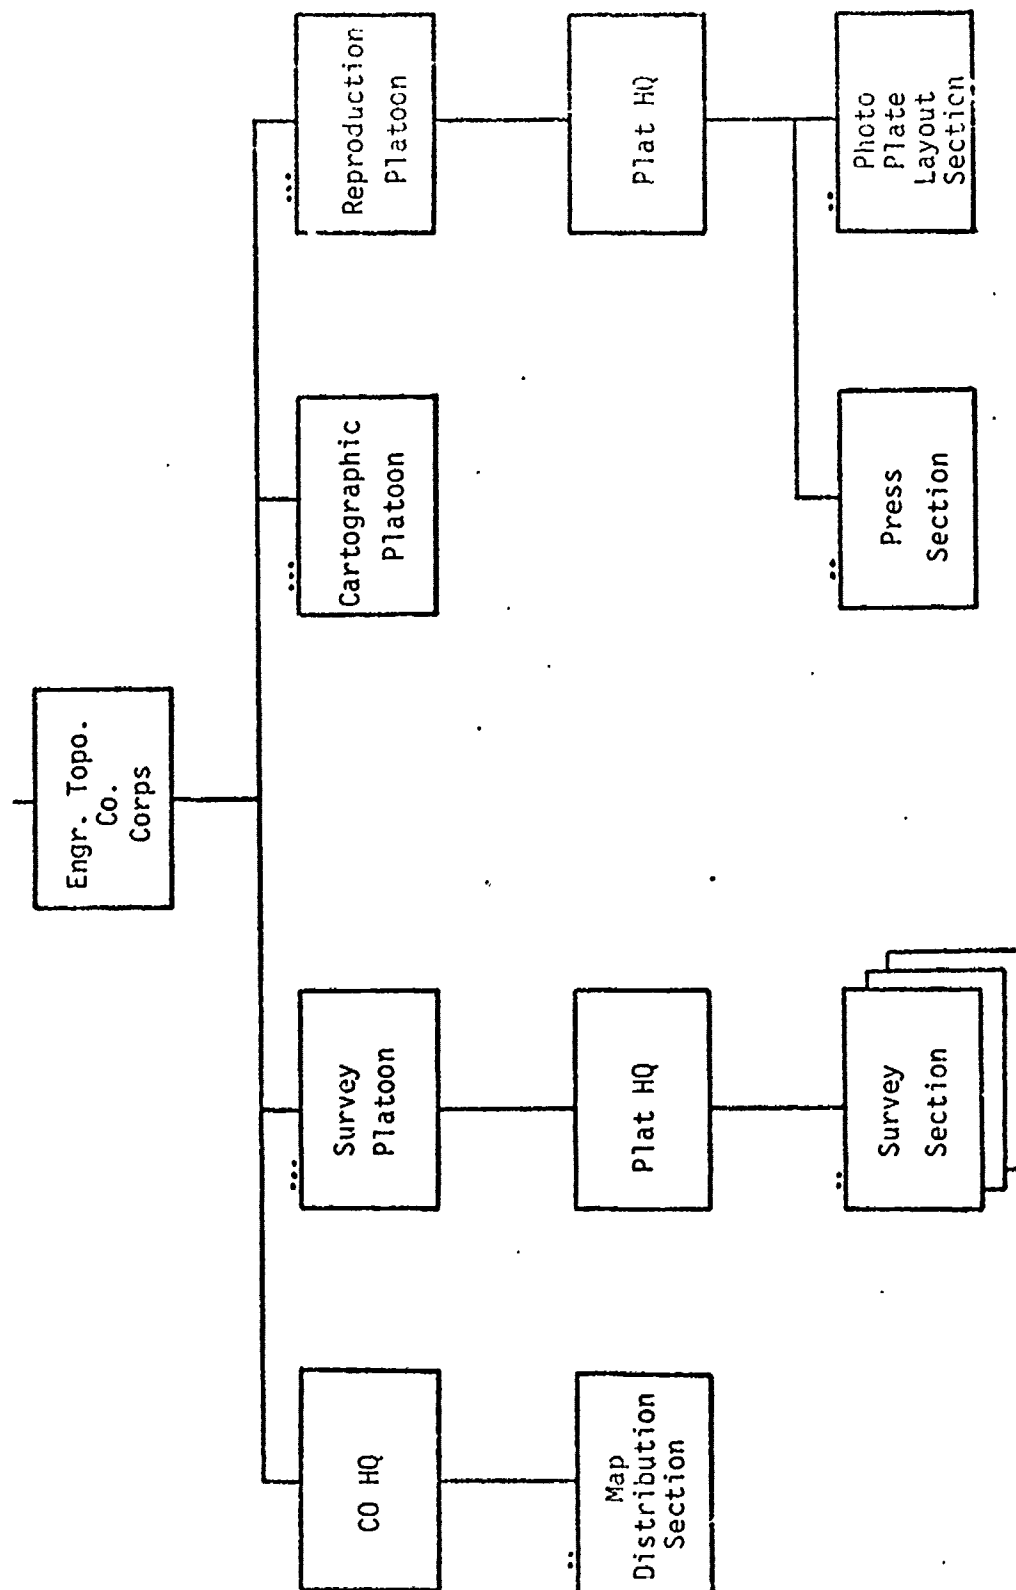 Engr. Topo.
Co.
Corps
CO HQ
Survey
Platoon
Cartographic
Platoon
Reproduction
Platoon
Map
Distribution
Section
Plat HQ
Plat HQ
Survey
Section
Press
Section
Photo
Plate
Layout
Section